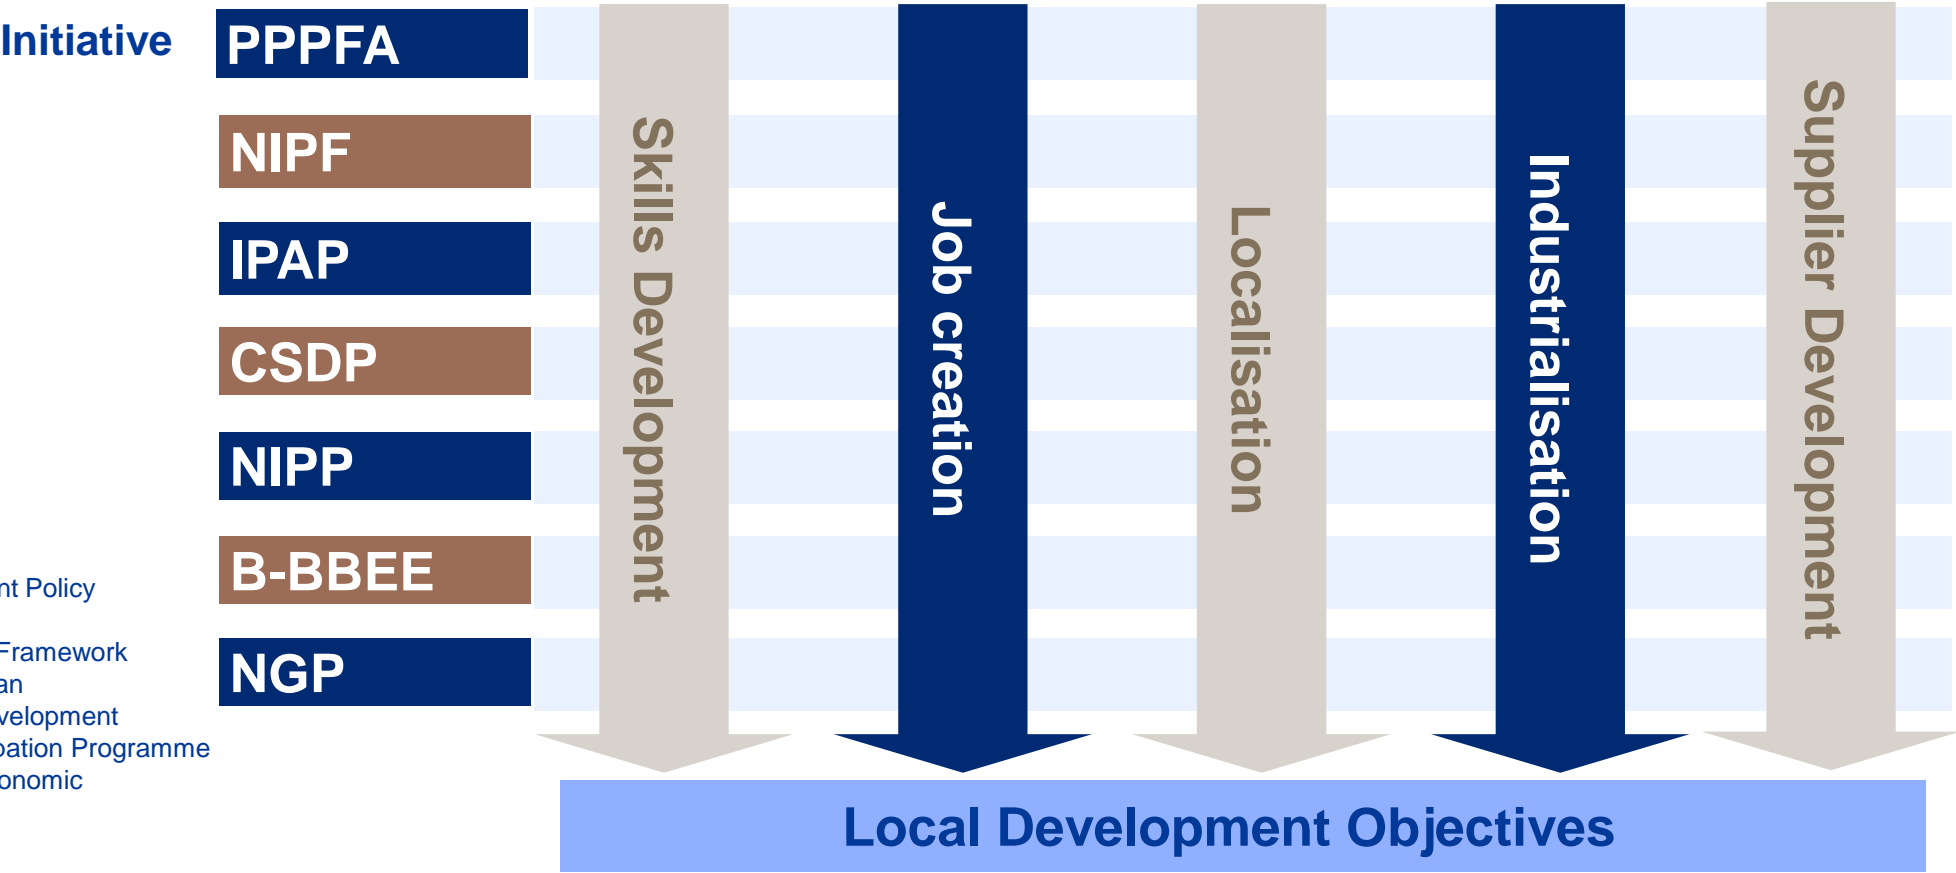 Initiative
PPPFA
NIPF
IPAP
CSDP
NIPP
B-BBEE
NGP
Skills Development
Job creation
Localisation
Industrialisation
Supplier Development
nt Policy
Framework
an
velopment
pation Programme
onomic
Local Development Objectives